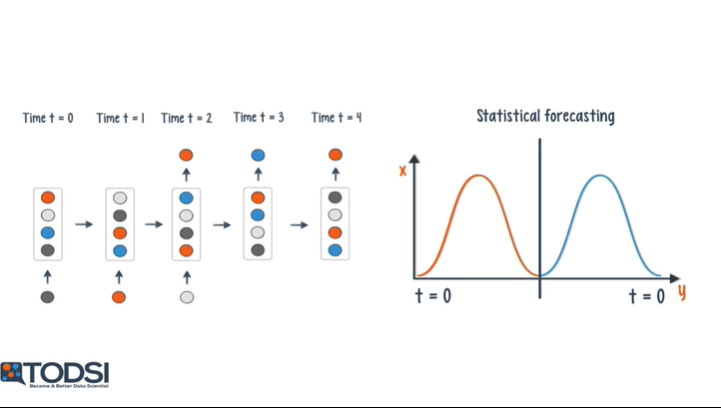 Time t = 0
Time t = 1
Time t = 2
Time t = 3
Time t = 4
Statistical forecasting
x
t = 0
t = 0
y
TODSI
Become A Better Data Scientist